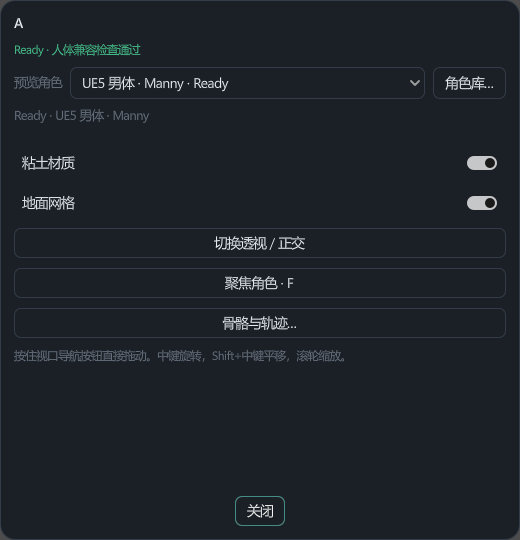 A
Ready · 人体兼容检查通过
预览角色 UE5 男体 · Manny · Ready 角色库...
Ready · UE5 男体 · Manny
粘土材质
地面网格
切换透视 / 正交
聚焦角色 · F
骨骼与轨迹...
按住视口导航按钮直接拖动。中键旋转，Shift+中键平移，滚轮缩放。
关闭